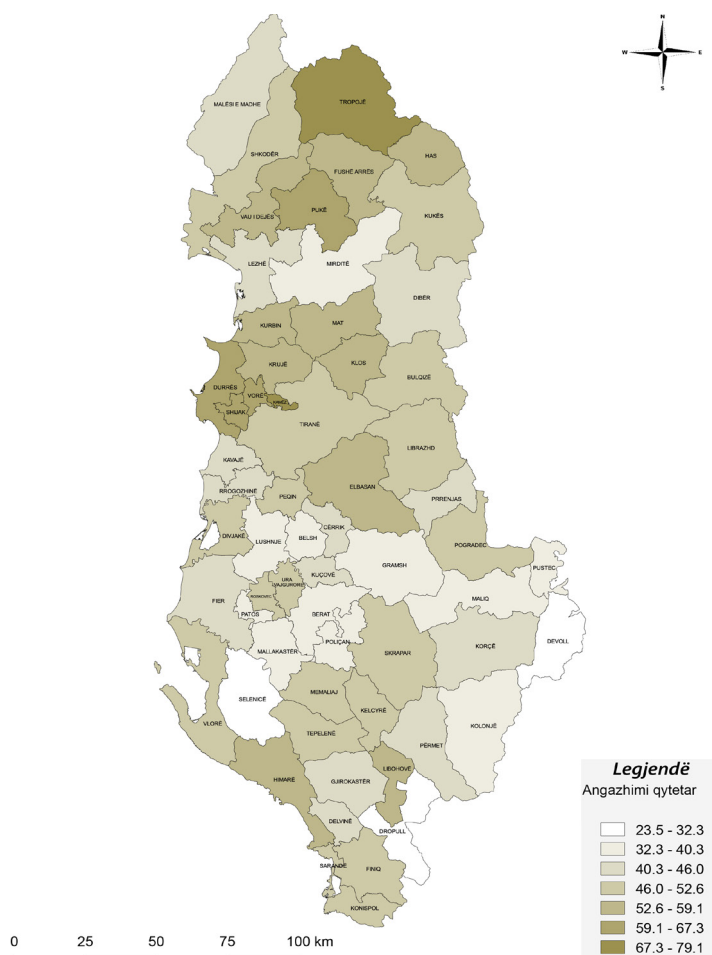 N
W E
S
TROPOJË
MALËSI E MADHE
SHKODËR
HAS
FUSHË ARRËS
PUKË
VAU I DEJËS
KUKËS
LEZHË
MIRDITË
DIBËR
KURBIN
MAT
KRUJË
KLOS
BULQIZË
DURRËS
VORË
KAMËZ
SHIJAK
TIRANË
LIBRAZHD
KAVAJË
ELBASAN
RROGOZHINË
PEQIN
PRRENJAS
CËRRIK
DIVJAKË
LUSHNJE
BELSH
POGRADEC
GRAMSH
PUSTEC
KUÇOVË
URA
VAJGURORE
ROSKOVEC
FIER
MALIQ
PATOS
BERAT
POLIÇAN
DEVOLL
KORÇË
MALLAKASTËR
SKRAPAR
SELENICË
MEMALIAJ
KELCYRË
KOLONJË
VLORË
TEPELENË
PËRMET
LIBOHOVË
HIMARË
GJIROKASTËR
DELVINË
DROPULL
SARANDË
FINIQ
KONISPOL
Legjendë
Angazhimi qytetar
23.5 - 32.3
32.3 - 40.3
40.3 - 46.0
46.0 - 52.6
52.6 - 59.1
59.1 - 67.3
67.3 - 79.1
0 25 50 75 100 km